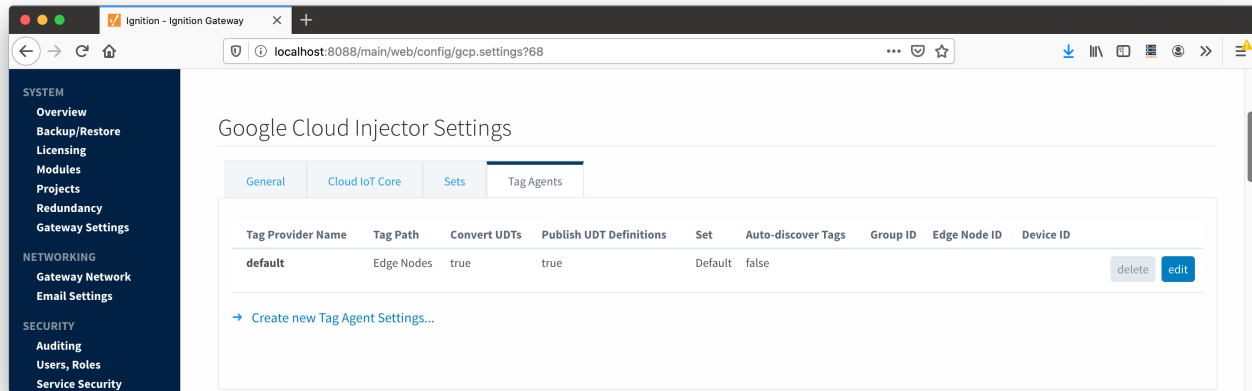 Ignition - Ignition Gateway
localhost:8088/main/web/config/gcp.settings?68
SYSTEM
Overview
Backup/Restore
Licensing
Modules
Projects
Redundancy
Gateway Settings
NETWORKING
Gateway Network
Email Settings
SECURITY
Auditing
Users, Roles
Service Security
Google Cloud Injector Settings
General Cloud IoT Core Sets Tag Agents
Tag Provider Name Tag Path Convert UDTs Publish UDT Definitions Set Auto-discover Tags Group ID Edge Node ID Device ID
default Edge Nodes true true Default false delete edit
→ Create new Tag Agent Settings...